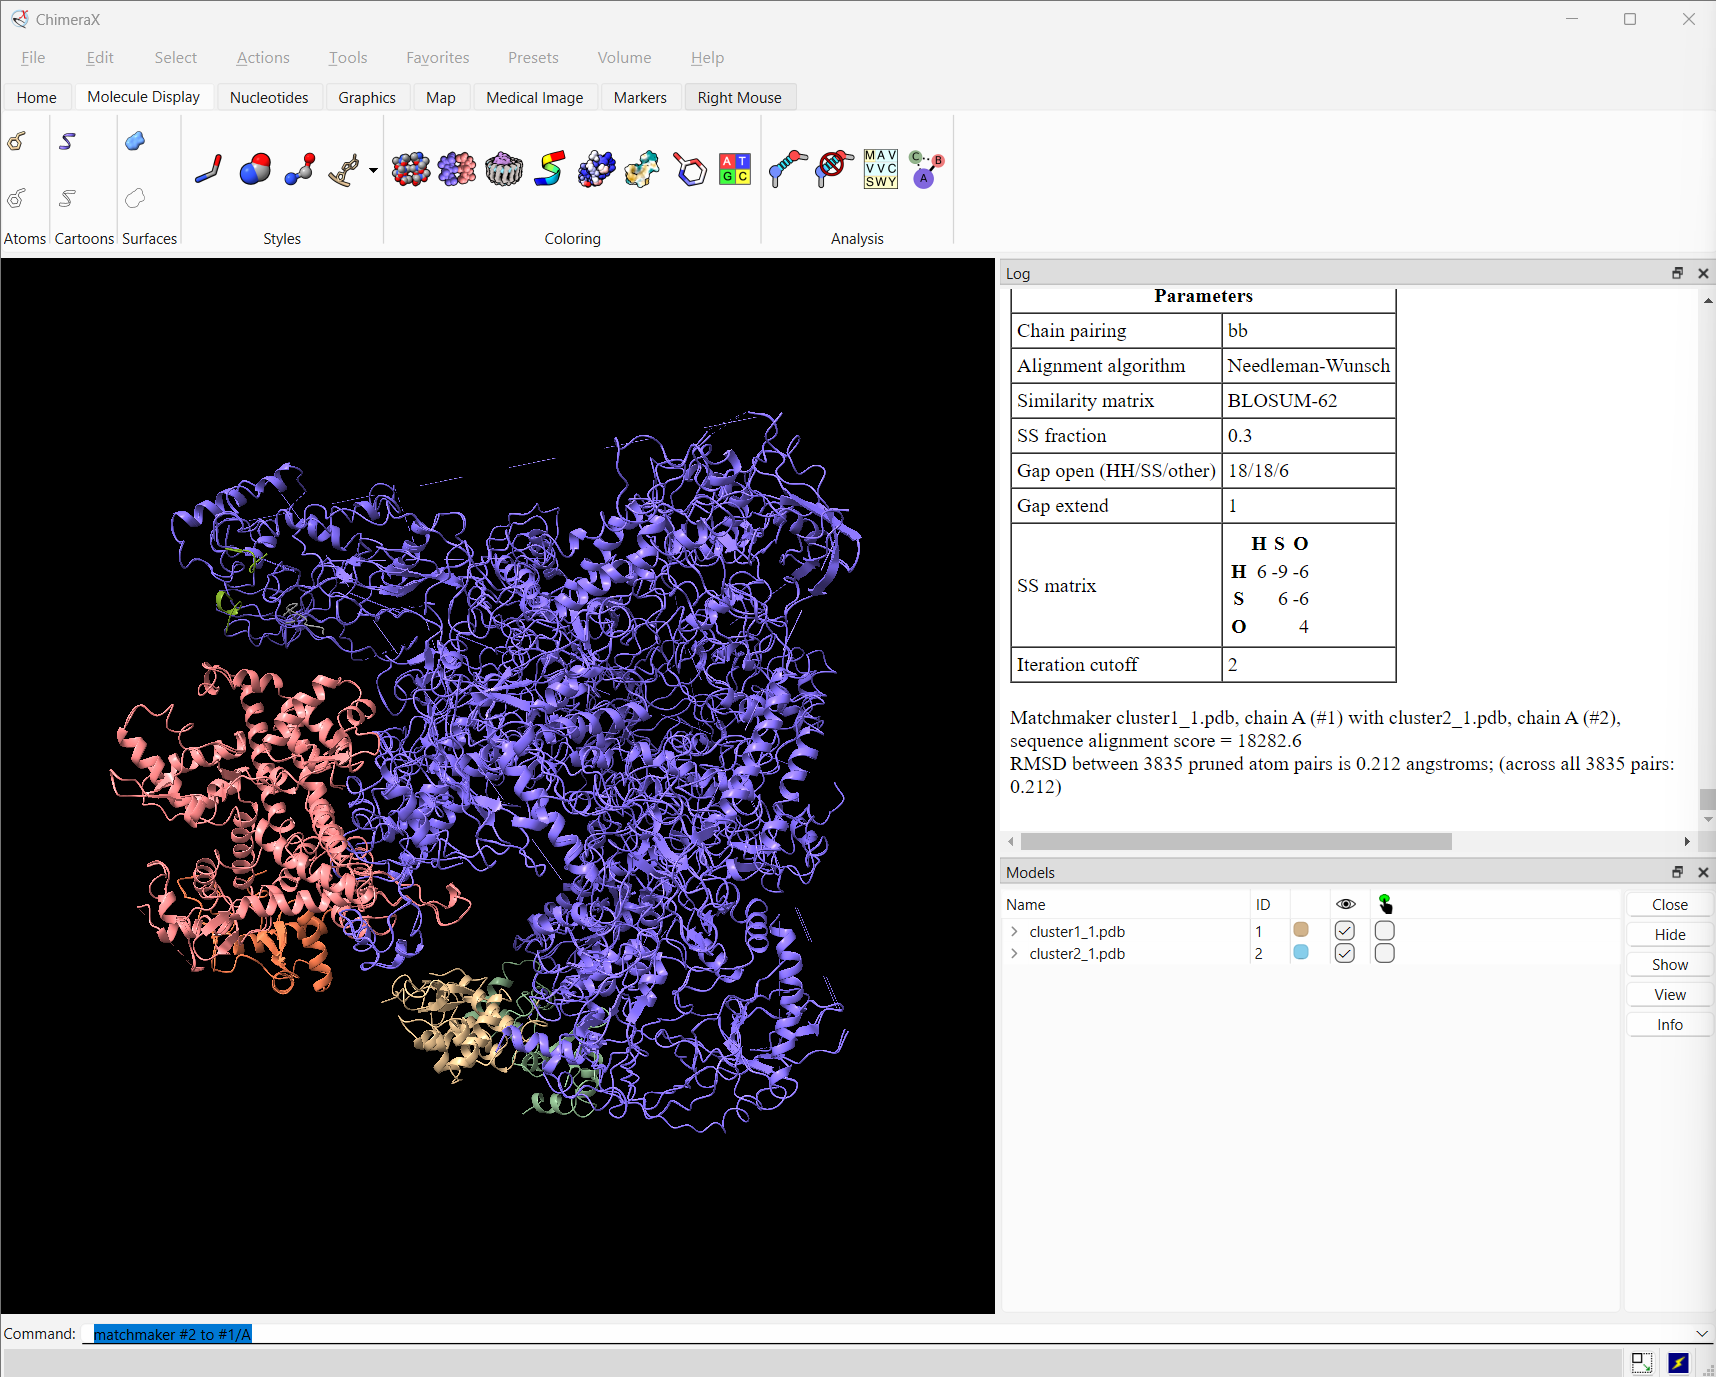 ChimeraX
File Edit Select Actions Tools Favorites Presets Volume Help
Home Molecule Display Nucleotides Graphics Map Medical Image Markers Right Mouse
A T
G C
M A V
V V C
S W Y
C B
A
Atoms Cartoons Surfaces Styles Coloring Analysis
Log
Parameters
Chain pairing bb
Alignment algorithm Needleman-Wunsch
Similarity matrix BLOSUM-62
SS fraction 0.3
Gap open (HH/SS/other) 18/18/6
Gap extend 1
SS matrix
H S O
H 6 -9 -6
S 6 -6
O 4
Iteration cutoff 2
Matchmaker cluster1_1.pdb, chain A (#1) with cluster2_1.pdb, chain A (#2),
sequence alignment score = 18282.6
RMSD between 3835 pruned atom pairs is 0.212 angstroms; (across all 3835 pairs:
0.212)
Models
Name ID
cluster1_1.pdb 1
cluster2_1.pdb 2
Close
Hide
Show
View
Info
Command: matchmaker #2 to #1/A